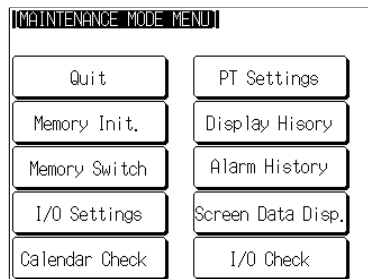 [MAINTENANCE MODE MENU]
Quit
PT Settings
Memory Init.
Display Hisory
Memory Switch
Alarm History
I/O Settings
Screen Data Disp.
Calendar Check
I/O Check